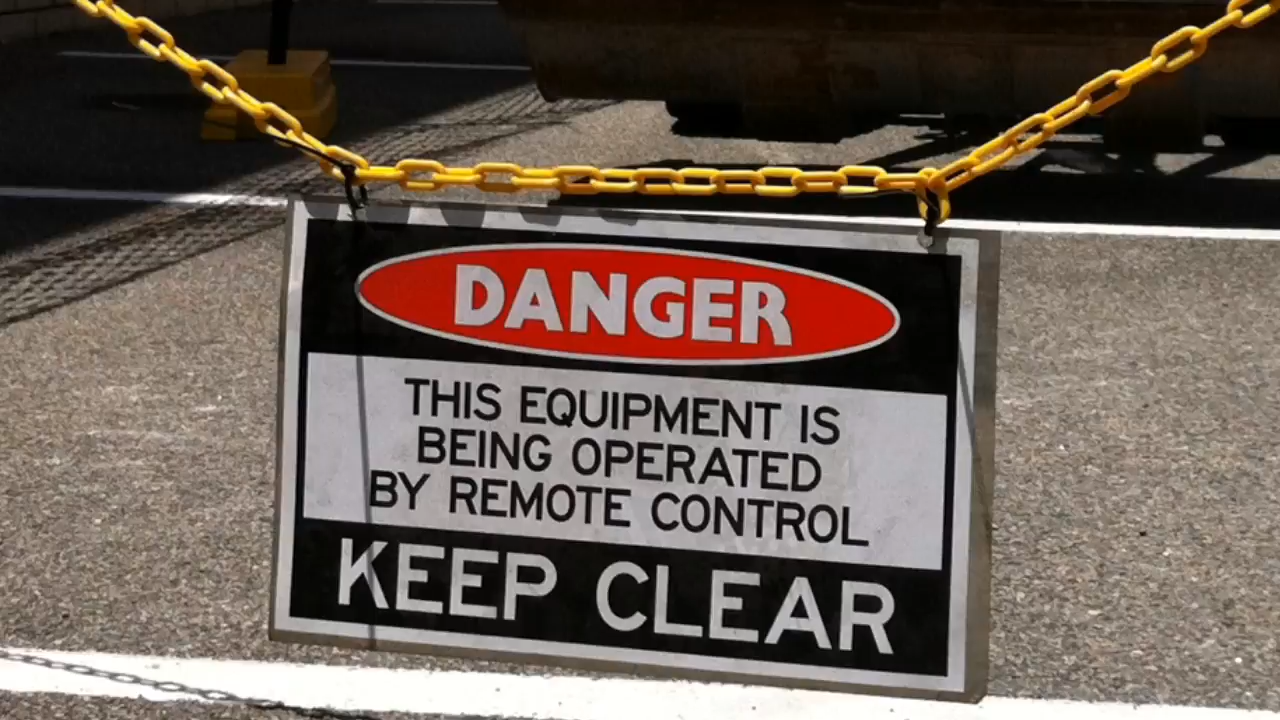 DANGER
THIS EQUIPMENT IS
BEING OPERATED
BY REMOTE CONTROL
KEEP CLEAR